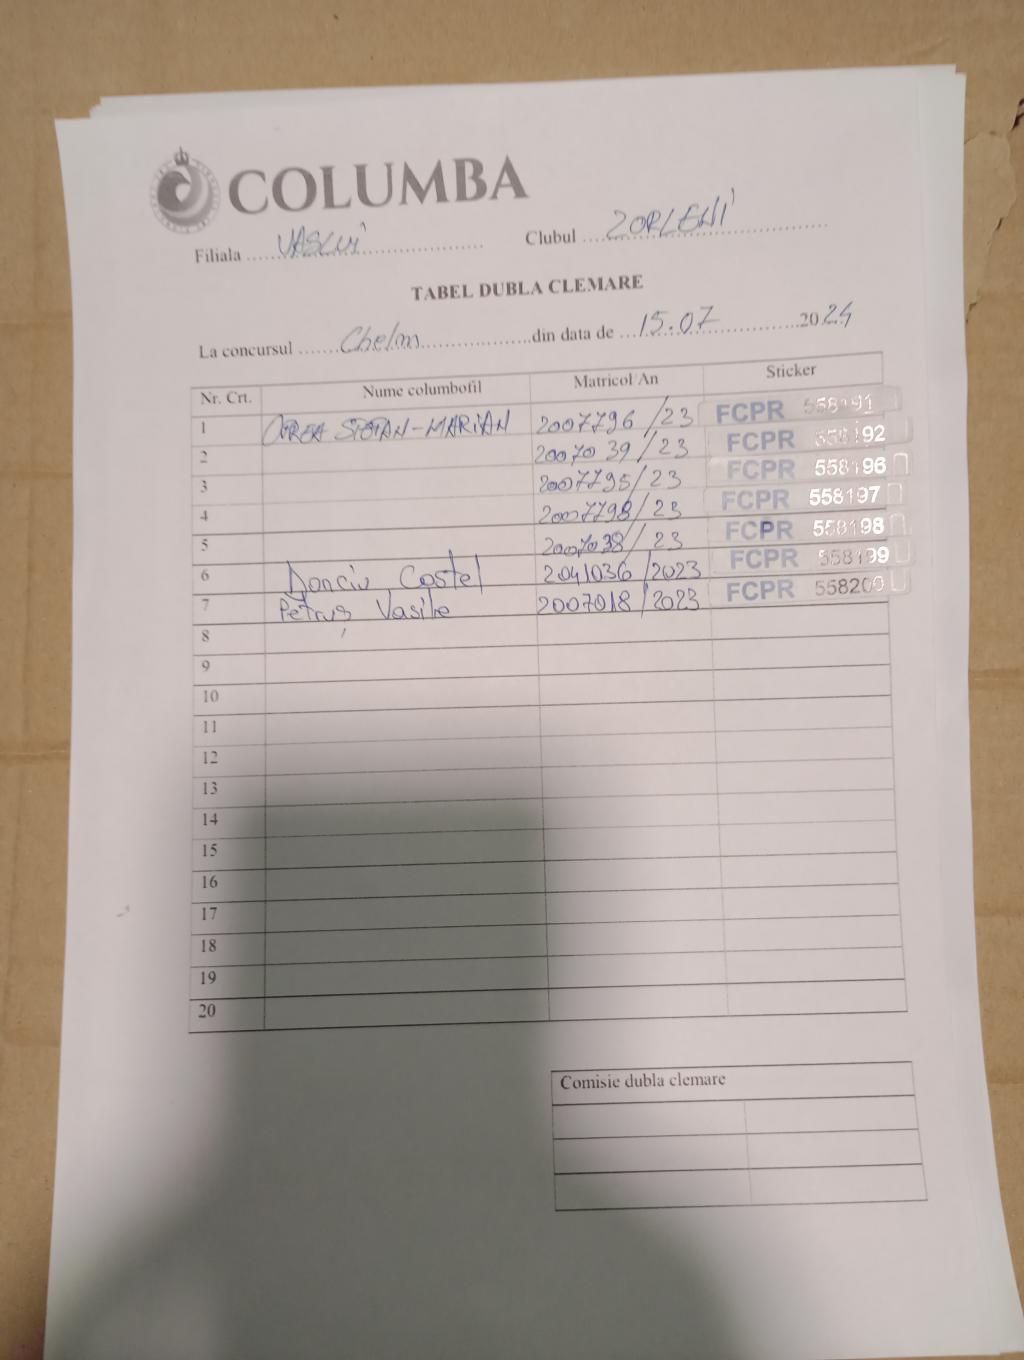 COLUMBA
Filiala ...... VASLUI ...... Clubul ...... ZORLENI ......
TABEL DUBLA CLEMARE
La concursul ...... Chelm ...... din data de ... 15.07 ...... 2024
Nr. Crt. Nume columbofil Matricol/An Sticker
1 STEFAN-MARIAN 2007796/23 FCPR 558191
2 2007039/23 FCPR 558192
3 2007795/23 FCPR 558196
4 2007798/23 FCPR 558197
5 2007038/23 FCPR 558198
6 Donciu Costel 2041036/2023 FCPR 558199
7 Petruș Vasile 2007018/2023 FCPR 558200
8
9
10
11
12
13
14
15
16
17
18
19
20
Comisie dubla clemare